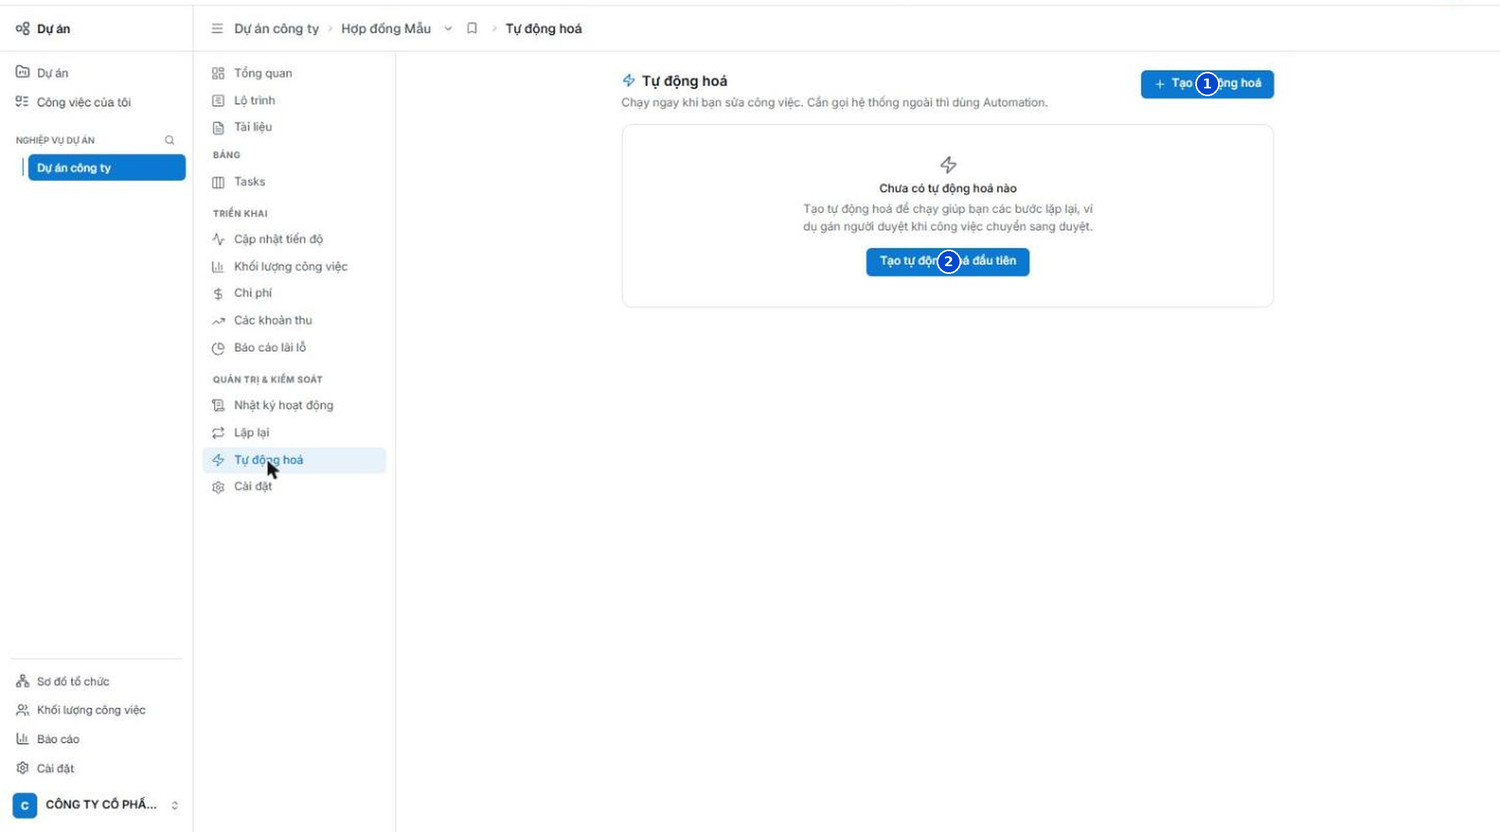 Dự án
Dự án công ty
Hợp đồng Mẫu
Tự động hoá
Dự án
Công việc của tôi
NGHIỆP VỤ DỰ ÁN
Dự án công ty
Tổng quan
Lộ trình
Tài liệu
BẢNG
Tasks
TRIỂN KHAI
Cập nhật tiến độ
Khối lượng công việc
Chi phí
Các khoản thu
Báo cáo lãi lỗ
QUẢN TRỊ & KIỂM SOÁT
Nhật ký hoạt động
Lặp lại
Tự động hoá
Cài đặt
Tự động hoá
Chạy ngay khi bạn sửa công việc. Cần gọi hệ thống ngoài thì dùng Automation.
+ Tạo 1 hoá
Chưa có tự động hoá nào
Tạo tự động hoá để chạy giúp bạn các bước lặp lại, ví
dụ gán người duyệt khi công việc chuyển sang duyệt.
Tạo tự 2 đầu tiên
Sơ đồ tổ chức
Khối lượng công việc
Báo cáo
Cài đặt
C
CÔNG TY CỔ PHẦ...